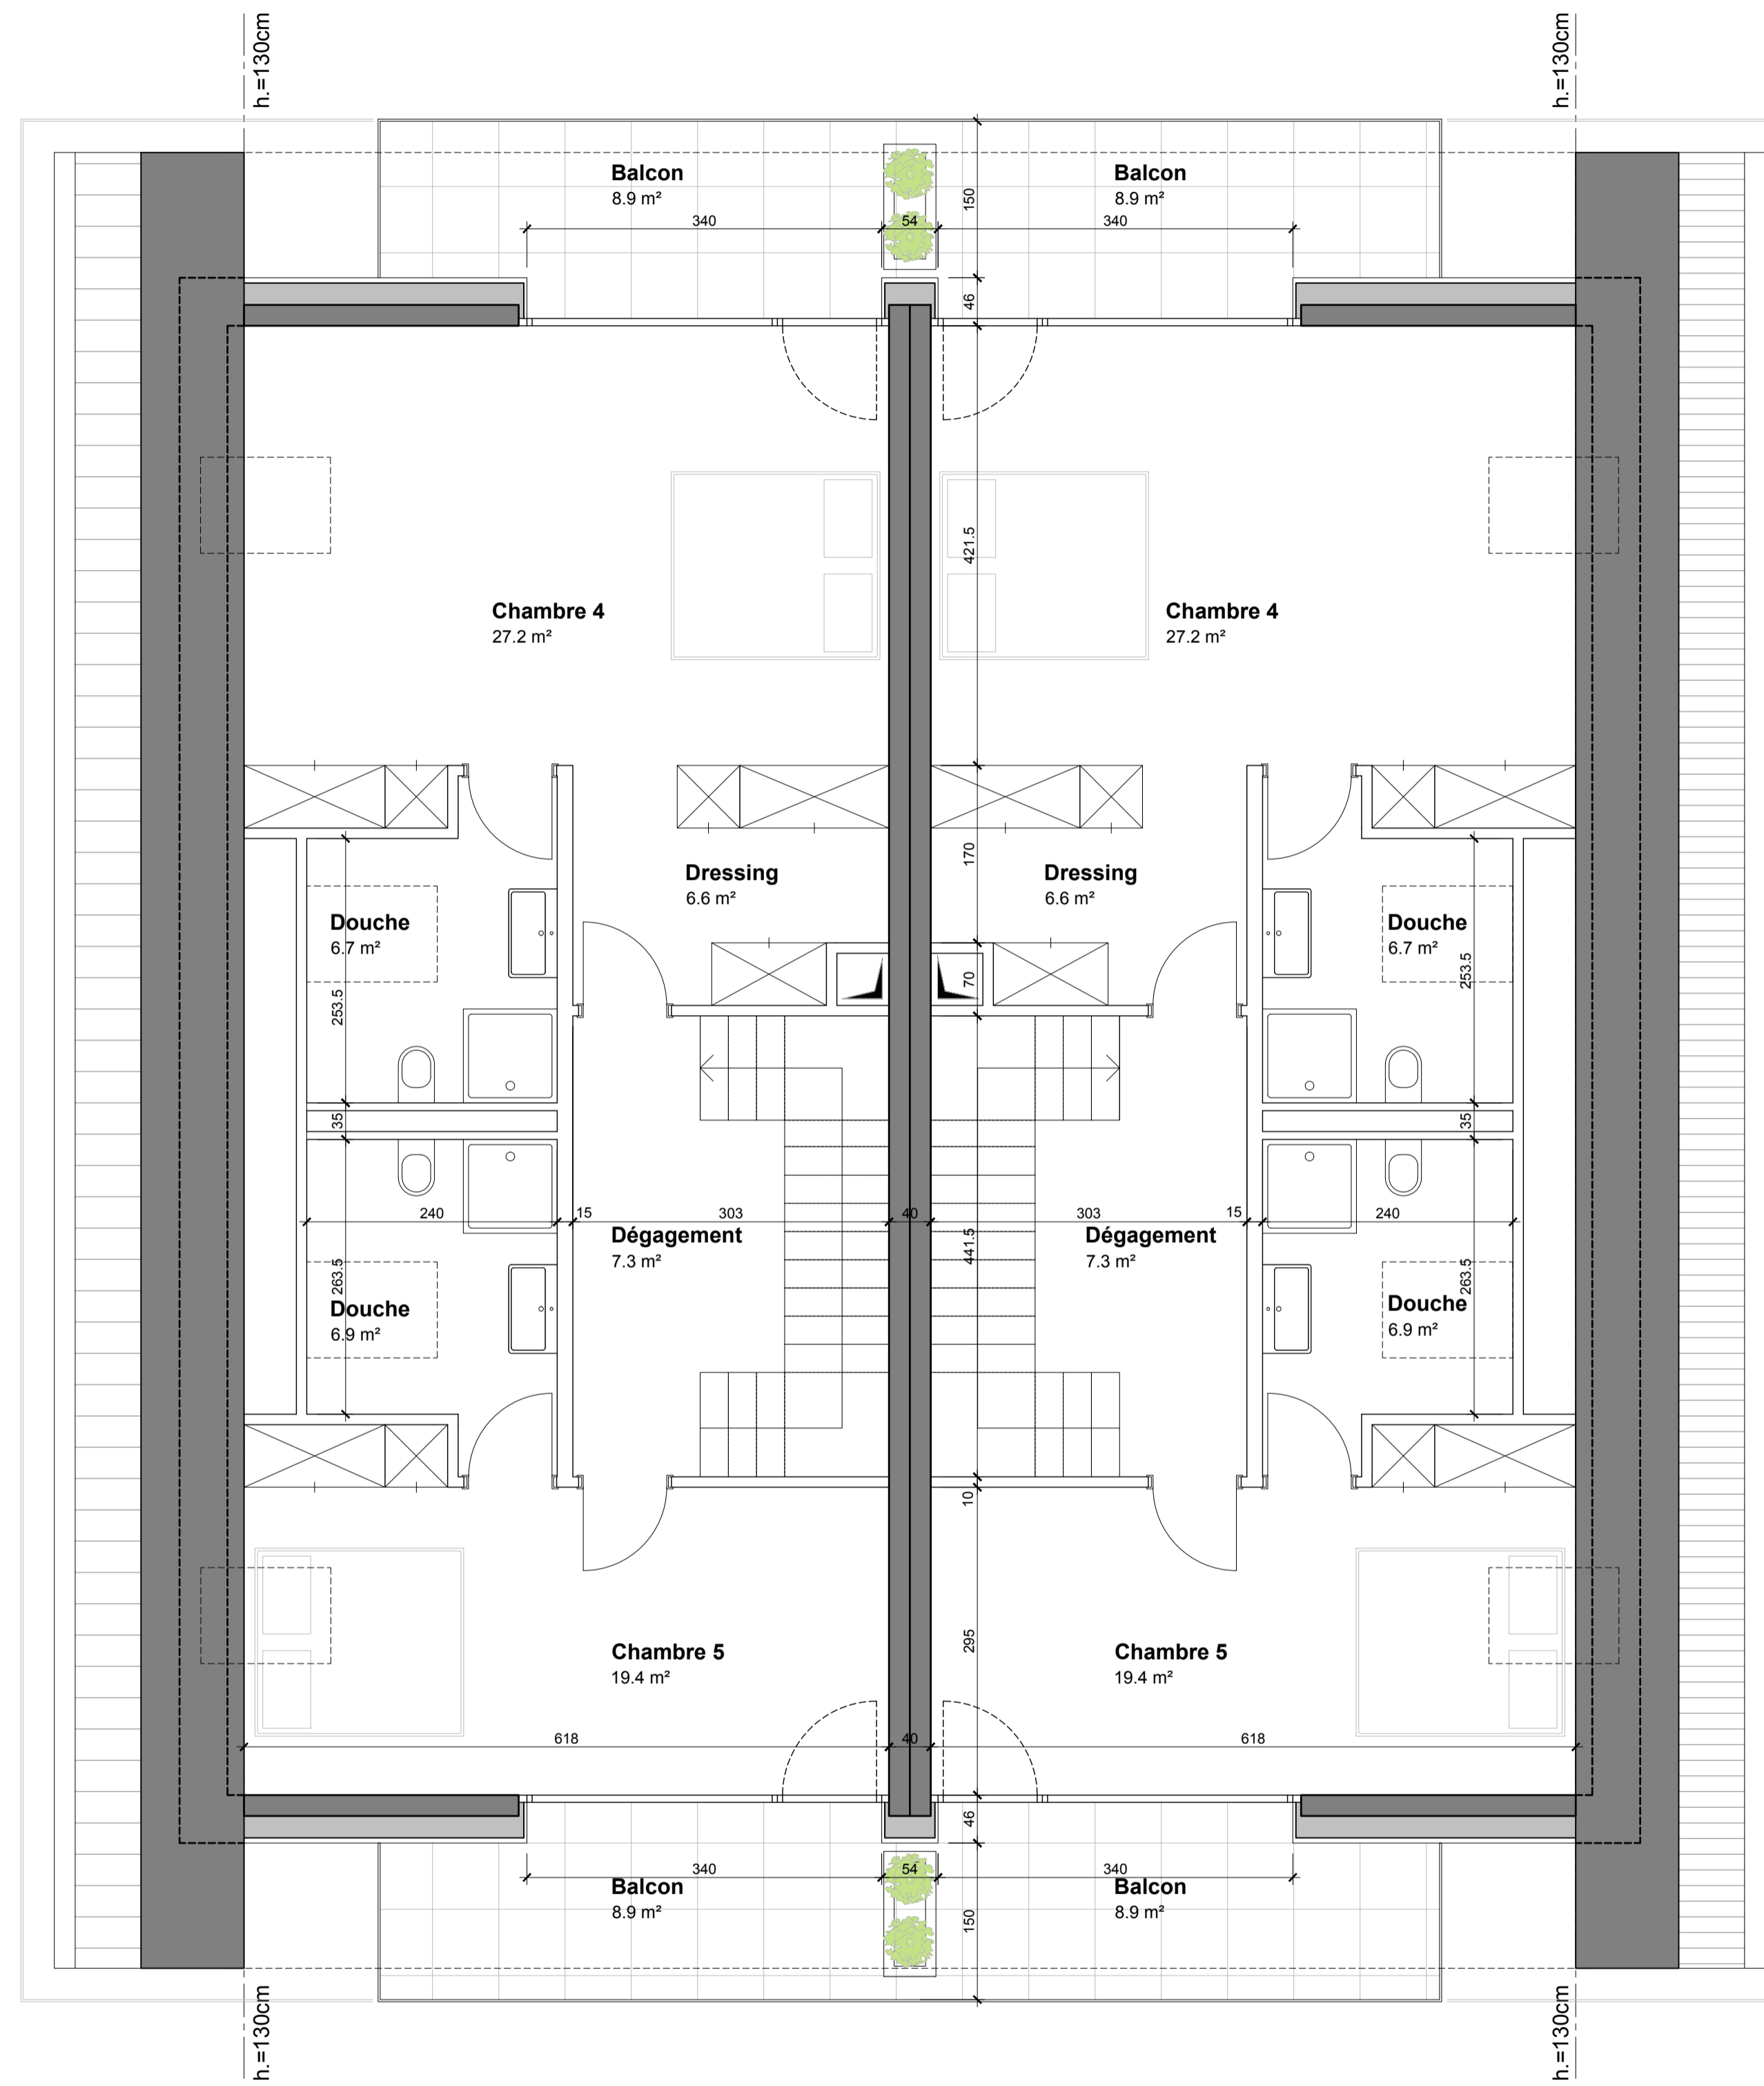 h.=130cm
h.=130cm
Balcon
8.9 m²
Balcon
8.9 m²
150
340
54
340
46
421.5
Chambre 4
27.2 m²
Chambre 4
27.2 m²
170
Dressing
6.6 m²
Dressing
6.6 m²
Douche
6.7 m²
Douche
6.7 m²
253.5
70
253.5
35
35
240
15
303
40
303
15
240
Dégagement
7.3 m²
441.5
Dégagement
7.3 m²
263.5
263.5
Douche
6.9 m²
Douche
6.9 m²
10
295
Chambre 5
19.4 m²
Chambre 5
19.4 m²
618
40
618
46
340
54
340
Balcon
8.9 m²
Balcon
8.9 m²
150
h.=130cm
h.=130cm